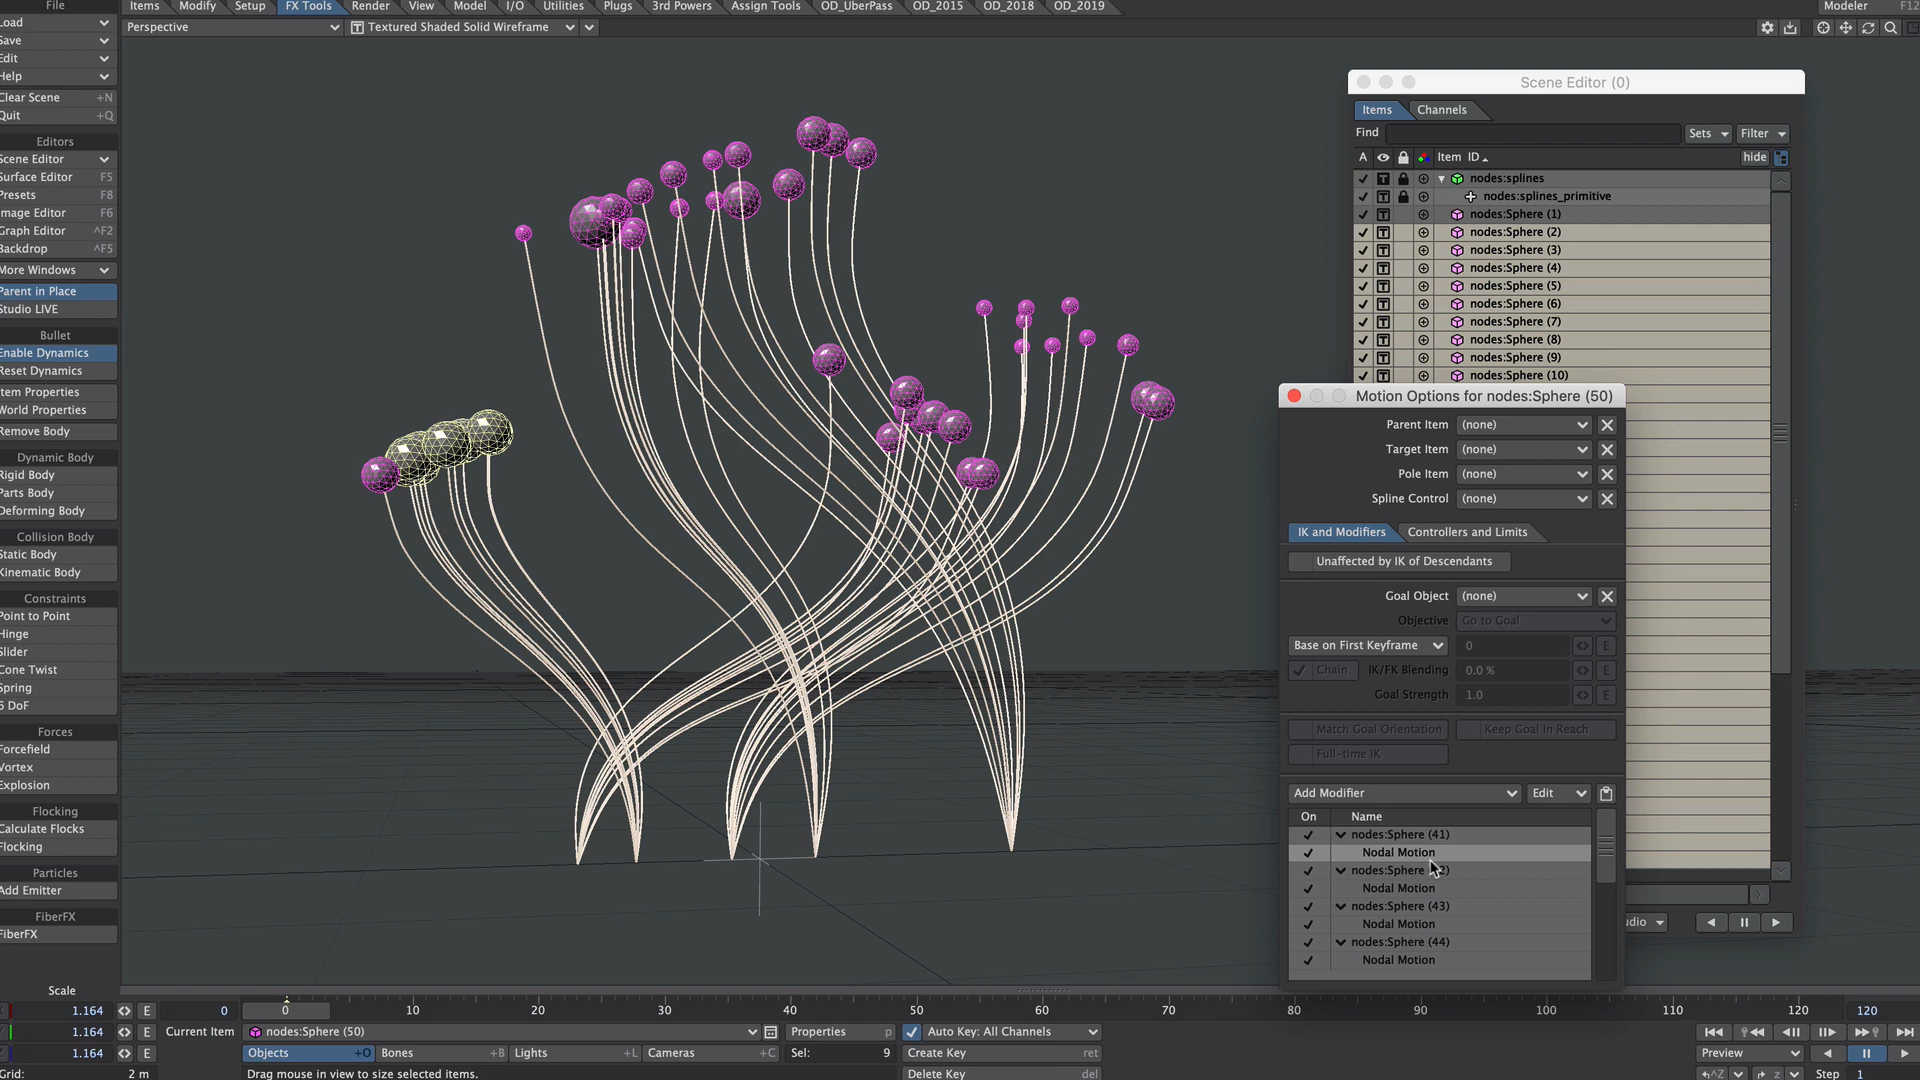 File
Items Modify Setup FX Tools Render View Model I/O Utilities Plugs 3rd Powers Assign Tools OD_UberPass OD_2015 OD_2018 OD_2019
Modeler F12
Load
Save
Edit
Help
Clear Scene +N
Quit +Q
Editors
Scene Editor
Surface Editor F5
Presets F8
Image Editor F6
Graph Editor ^F2
Backdrop ^F5
More Windows
Parent in Place
Studio LIVE
Bullet
Enable Dynamics
Reset Dynamics
Item Properties
World Properties
Remove Body
Dynamic Body
Rigid Body
Parts Body
Deforming Body
Collision Body
Static Body
Kinematic Body
Constraints
Point to Point
Hinge
Slider
Cone Twist
Spring
6 DoF
Forces
Forcefield
Vortex
Explosion
Flocking
Calculate Flocks
Flocking
Particles
Add Emitter
FiberFX
FiberFX
Perspective
Textured Shaded Solid Wireframe
Scene Editor (0)
Items Channels
Find Sets Filter
A Item ID hide
nodes:splines
nodes:splines_primitive
nodes:Sphere (1)
nodes:Sphere (2)
nodes:Sphere (3)
nodes:Sphere (4)
nodes:Sphere (5)
nodes:Sphere (6)
nodes:Sphere (7)
nodes:Sphere (8)
nodes:Sphere (9)
nodes:Sphere (10)
Motion Options for nodes:Sphere (50)
Parent Item (none)
Target Item (none)
Pole Item (none)
Spline Control (none)
IK and Modifiers Controllers and Limits
Unaffected by IK of Descendants
Goal Object (none)
Objective Go to Goal
Base on First Keyframe 0 E
Chain IK/FK Blending 0.0 % E
Goal Strength 1.0 E
Match Goal Orientation Keep Goal In Reach
Full-time IK
Add Modifier Edit
On Name
nodes:Sphere (41)
Nodal Motion
nodes:Sphere 2)
Nodal Motion
nodes:Sphere (43)
Nodal Motion
nodes:Sphere (44)
Nodal Motion
udio
Scale
1.164 E
1.164 E
1.164 E
Grid: 2 m
0 0 10 20 30 40 50 60 80 90 100 110 120 120
Current Item nodes:Sphere (50) Properties p Auto Key: All Channels
Objects +O Bones +B Lights +L Cameras +C Sel: 9 Create Key ret
Drag mouse in view to size selected items. Delete Key del
Preview
^Z z Step 1